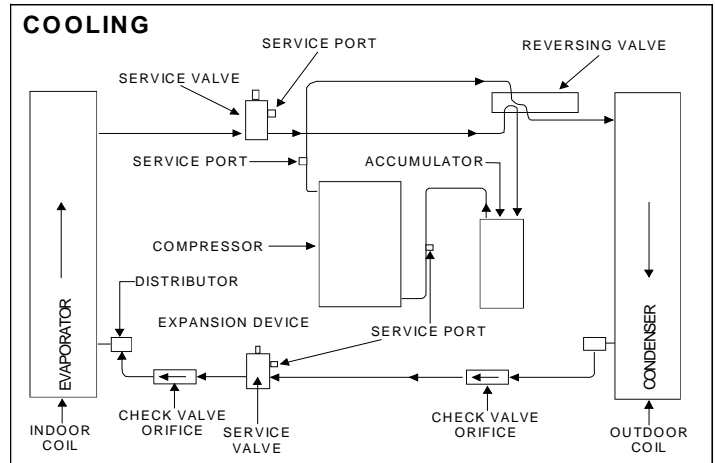 COOLING
SERVICE PORT
REVERSING VALVE
SERVICE VALVE
SERVICE PORT
ACCUMULATOR
COMPRESSOR
DISTRIBUTOR
EXPANSION DEVICE
SERVICE PORT
EVAPORATOR
CONDENSER
INDOOR
COIL
CHECK VALVE
ORIFICE
SERVICE
VALVE
CHECK VALVE
ORIFICE
OUTDOOR
COIL